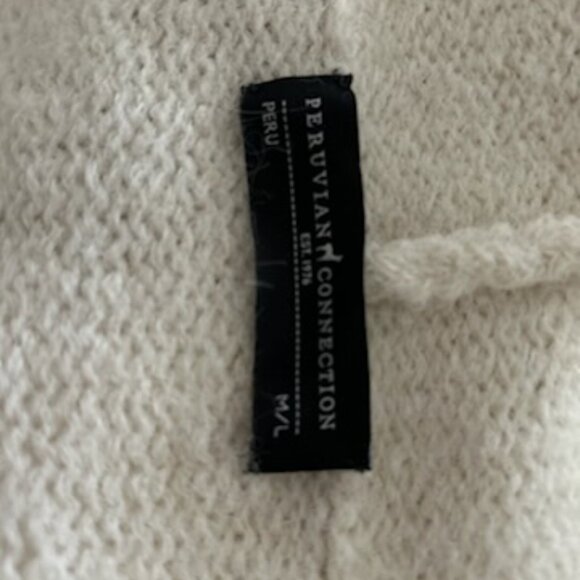 PERUVIAN CONNECTION
EST. 1976
PERU M/L